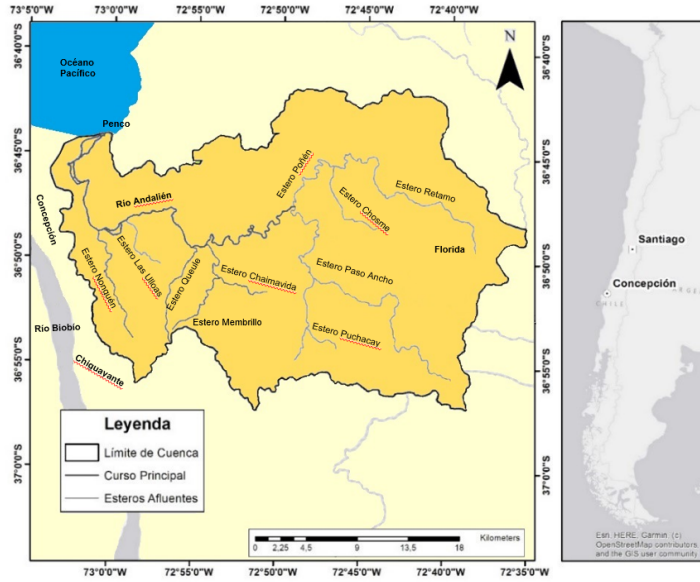 73°5'0"O 73°0'0"O 72°55'0"O 72°50'0"O 72°45'0"O 72°40'0"O
36°40'0"S
36°45'0"S
36°50'0"S
36°55'0"S
37°0'0"S
Océano
Pacífico
N
Penco
Estero Poñén
Estero Retamo
Río Andalién
Estero Chosme
Concepción
Florida
Estero Las Ulloas
Estero Queule
Estero Nonguén
Estero Chaimavida
Estero Paso Ancho
Río Biobio
Estero Membrillo
Estero Puchacay
Chiguayante
Leyenda
Límite de Cuenca
Curso Principal
Esteros Afluentes
Kilometers
0 2,25 4,5 9 13,5 18
36°40'0"S
36°45'0"S
36°50'0"S
36°55'0"S
37°0'0"S
73°0'0"O 72°55'0"O 72°50'0"O 72°45'0"O 72°40'0"O 72°35'0"O
Santiago
Concepción
CHILE
Esri, HERE, Garmin, (c)
OpenStreetMap contributors,
and the GIS user community